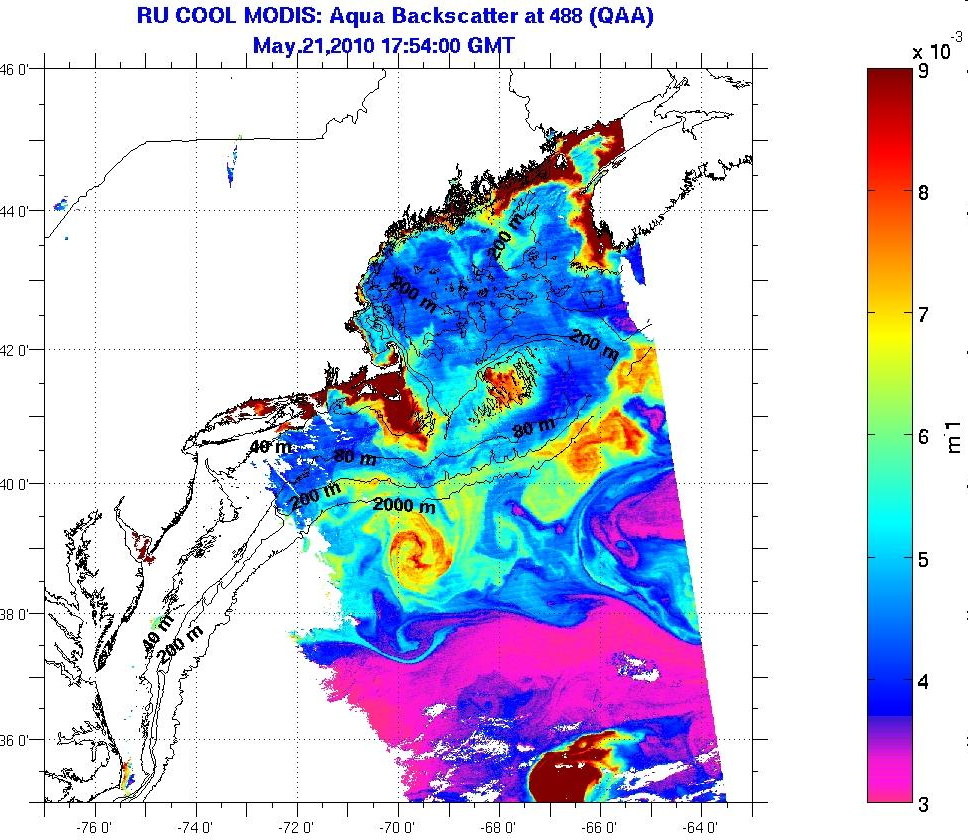 RU COOL MODIS: Aqua Backscatter at 488 (QAA)
May.21,2010 17:54:00 GMT
x 10-3
46 0'
44 0'
42 0'
40 0'
38 0'
36 0'
-76 0'
-74 0'
-72 0'
-70 0'
-68 0'
-66 0'
-64 0'
200 m
200 m
200 m
80 m
40 m
80 m
200 m
2000 m
40 m
200 m
9
8
7
6
5
4
3
m-1